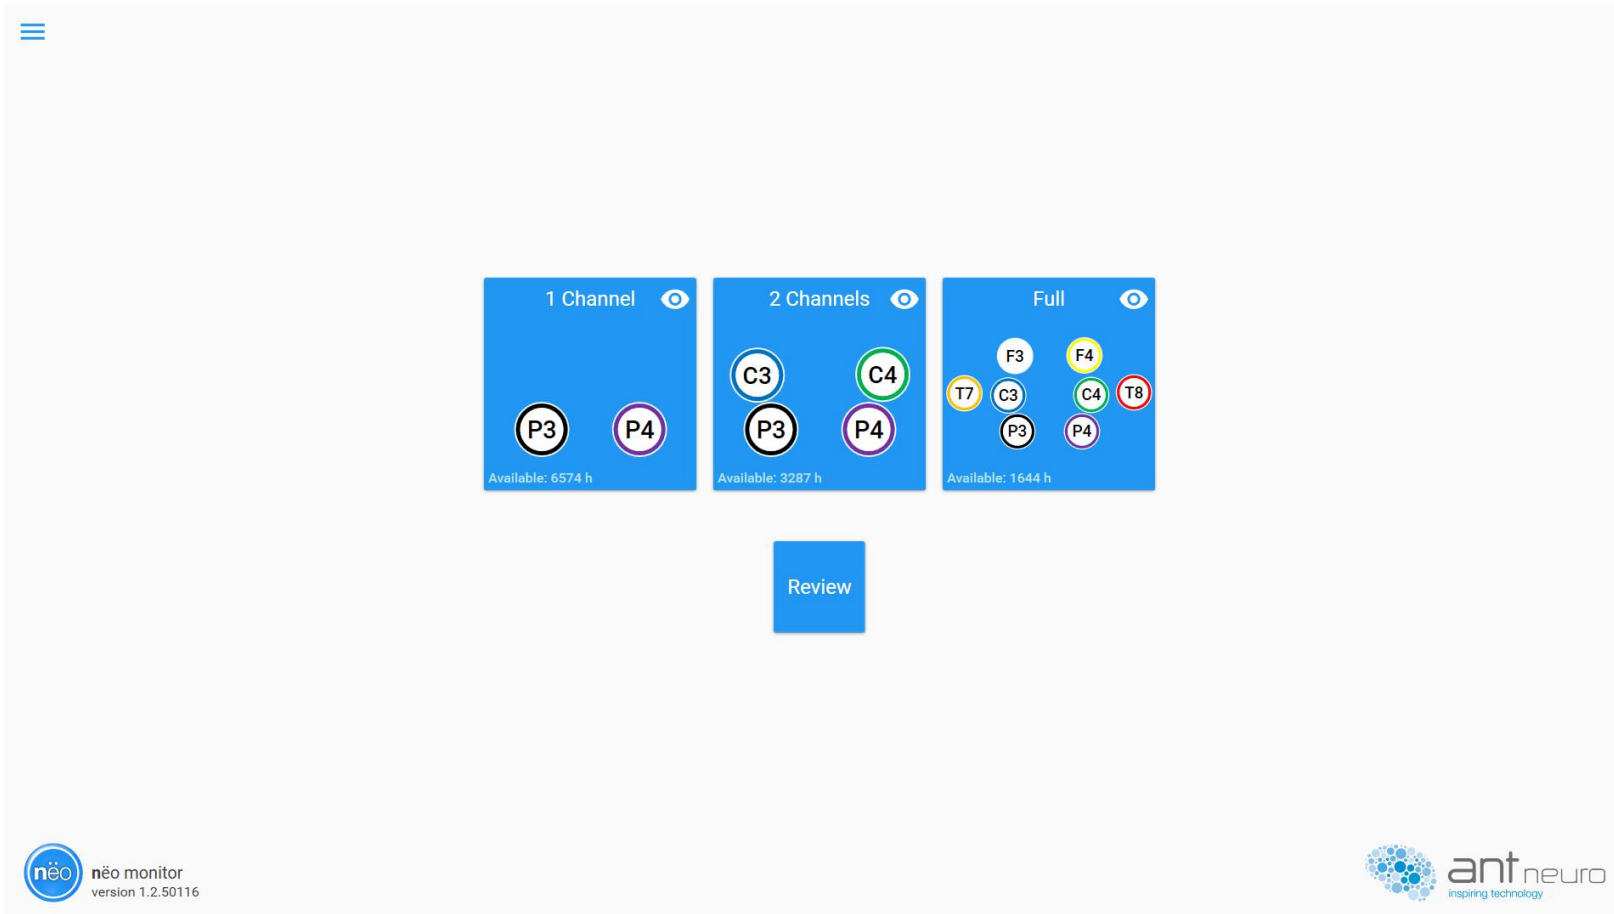 1 Channel
P3 P4
Available: 6574 h
2 Channels
C3 C4
P3 P4
Available: 3287 h
Full
F3 F4
T7 C3 C4 T8
P3 P4
Available: 1644 h
Review
nëo
nëo monitor
version 1.2.50116
ant neuro
inspiring technology